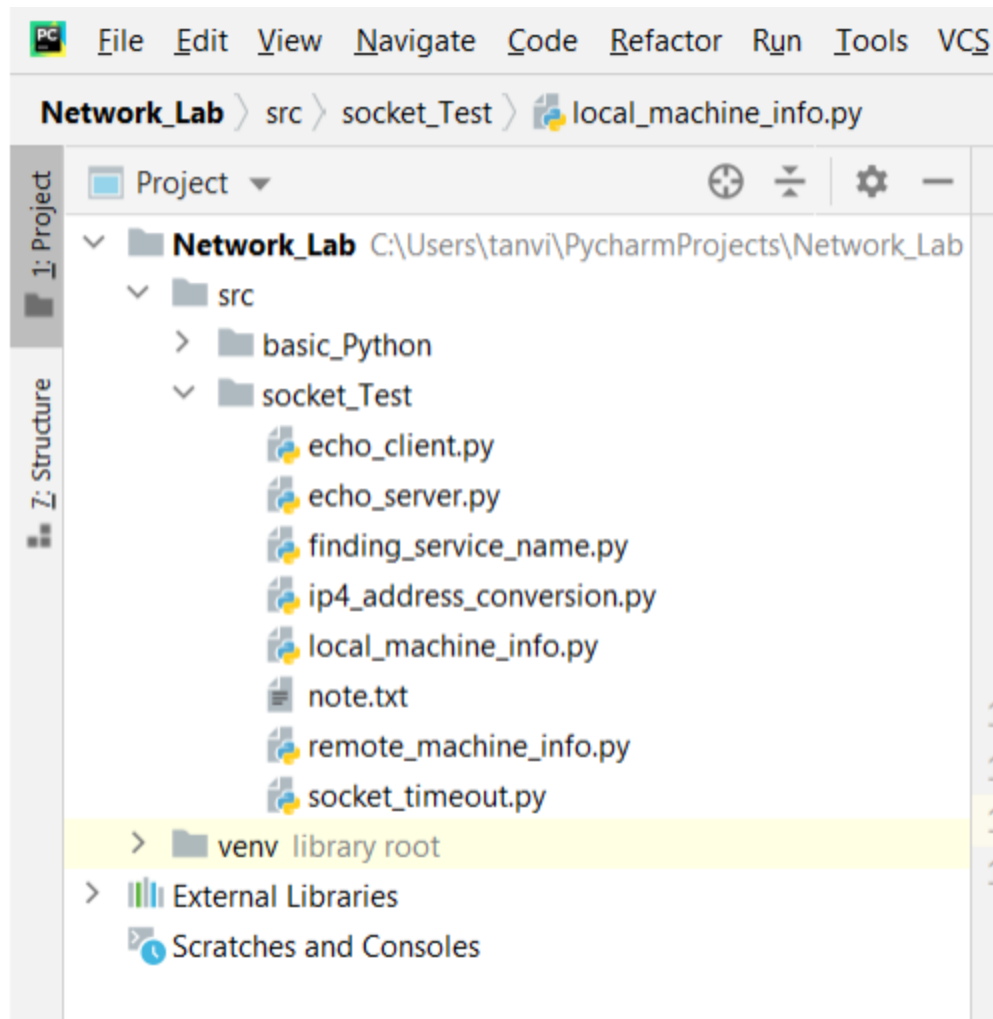 PC File Edit View Navigate Code Refactor Run Tools VCS
Network_Lab src socket_Test local_machine_info.py
1: Project
7: Structure
Project
Network_Lab C:\Users\tanvi\PycharmProjects\Network_Lab
src
basic_Python
socket_Test
echo_client.py
echo_server.py
finding_service_name.py
ip4_address_conversion.py
local_machine_info.py
note.txt
remote_machine_info.py
socket_timeout.py
venv library root
External Libraries
Scratches and Consoles